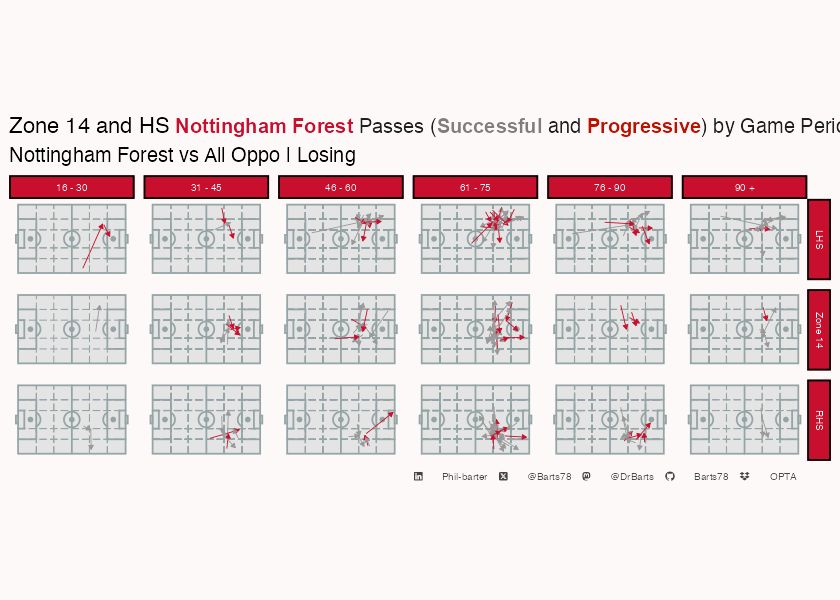 Zone 14 and HS Nottingham Forest Passes (Successful and Progressive) by Game Peric
Nottingham Forest vs All Oppo | Losing
16 - 30 31 - 45 46 - 60 61 - 75 76 - 90 90 +
LHS
Zone 14
RHS
Phil-barter @Barts78 @DrBarts Barts78 OPTA